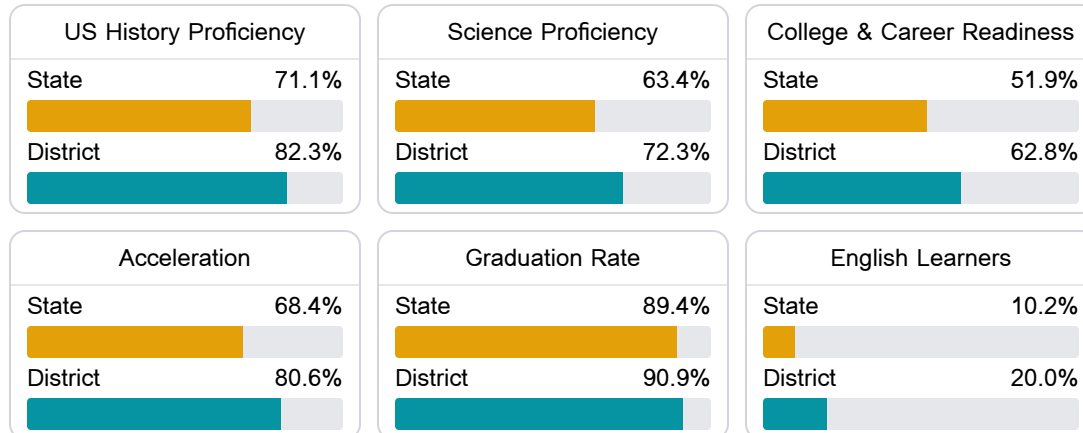 US History Proficiency
State 71.1%
District 82.3%
Science Proficiency
State 63.4%
District 72.3%
College & Career Readiness
State 51.9%
District 62.8%
Acceleration
State 68.4%
District 80.6%
Graduation Rate
State 89.4%
District 90.9%
English Learners
State 10.2%
District 20.0%